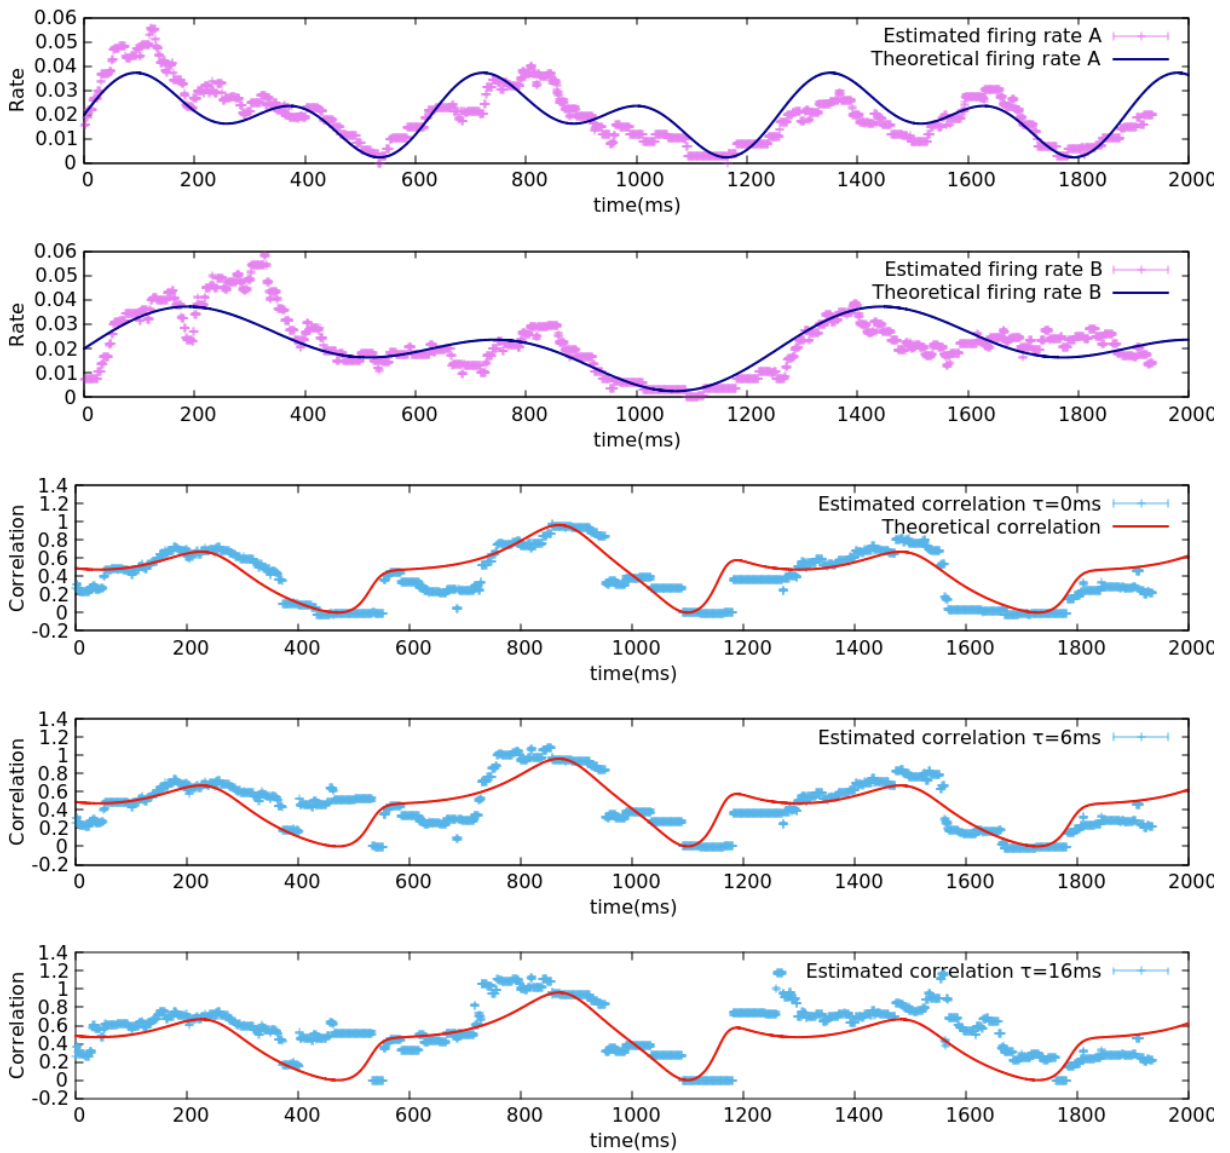 0.06
0.05
0.04
0.03
0.02
0.01
0
Rate
Estimated firing rate A
Theoretical firing rate A
0 200 400 600 800 1000 1200 1400 1600 1800 2000
time(ms)
0.06
0.05
0.04
0.03
0.02
0.01
0
Rate
Estimated firing rate B
Theoretical firing rate B
0 200 400 600 800 1000 1200 1400 1600 1800 2000
time(ms)
1.4
1.2
1
0.8
0.6
0.4
0.2
0
-0.2
Correlation
Estimated correlation τ=0ms
Theoretical correlation
0 200 400 600 800 1000 1200 1400 1600 1800 2000
time(ms)
1.4
1.2
1
0.8
0.6
0.4
0.2
0
-0.2
Correlation
Estimated correlation τ=6ms
0 200 400 600 800 1000 1200 1400 1600 1800 2000
time(ms)
1.4
1.2
1
0.8
0.6
0.4
0.2
0
-0.2
Correlation
Estimated correlation τ=16ms
0 200 400 600 800 1000 1200 1400 1600 1800 2000
time(ms)